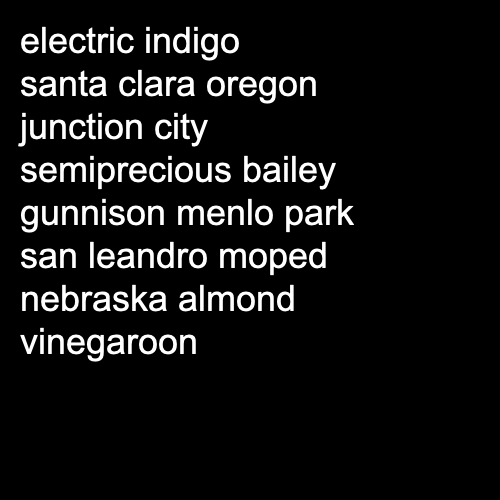 electric indigo
santa clara oregon
junction city
semiprecious bailey
gunnison menlo park
san leandro moped
nebraska almond
vinegaroon